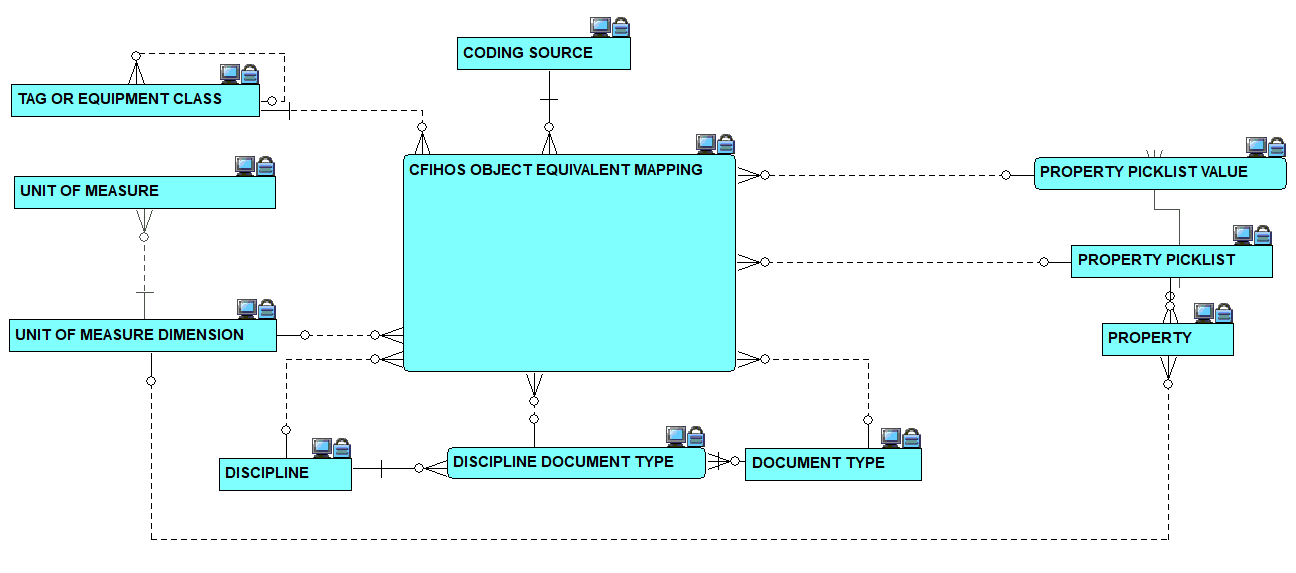 CODING SOURCE
TAG OR EQUIPMENT CLASS
CFIHOS OBJECT EQUIVALENT MAPPING
PROPERTY PICKLIST VALUE
UNIT OF MEASURE
PROPERTY PICKLIST
UNIT OF MEASURE DIMENSION
PROPERTY
DISCIPLINE
DISCIPLINE DOCUMENT TYPE
DOCUMENT TYPE